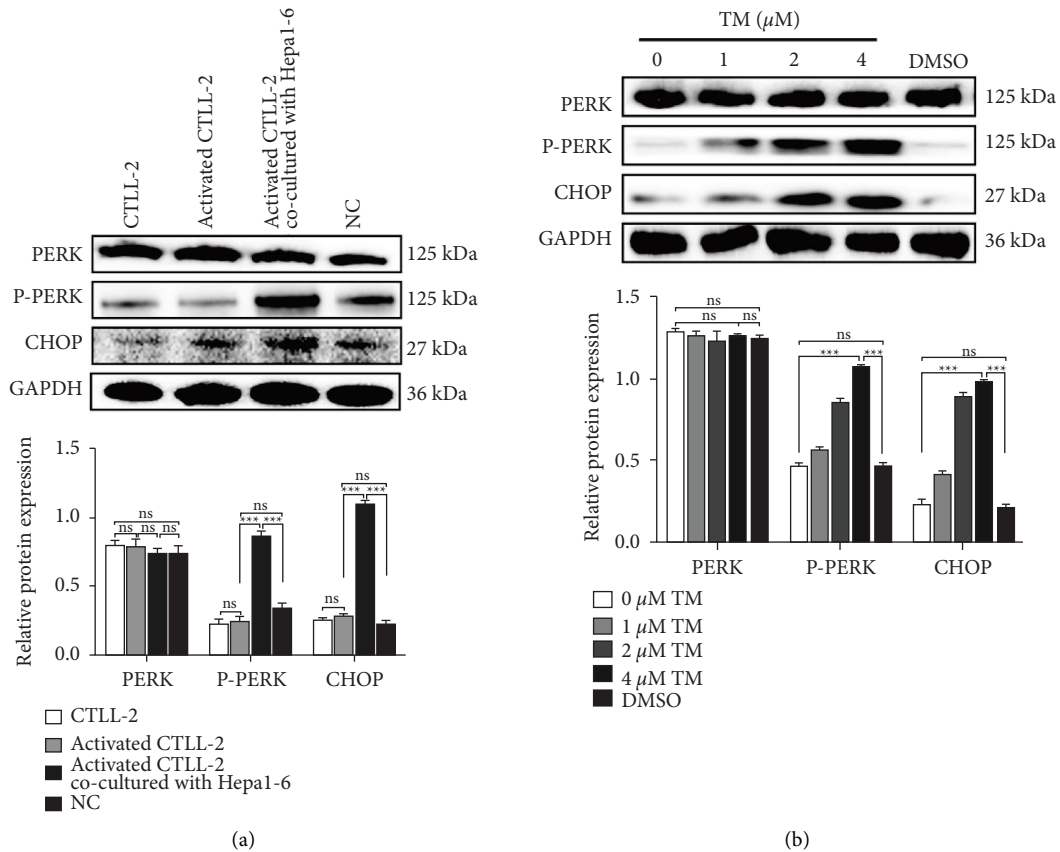 CTLL-2
Activated CTLL-2
Activated CTLL-2
co-cultured with Hepa1-6
NC
PERK
125 kDa
P-PERK
125 kDa
CHOP
27 kDa
GAPDH
36 kDa
Relative protein expression
1.5
1.0
0.5
0.0
ns
ns ns ns
ns
ns
*** ***
ns
ns
*** ***
PERK
P-PERK
CHOP
CTLL-2
Activated CTLL-2
Activated CTLL-2
co-cultured with Hepa1-6
NC
(a)
TM (μM)
0 1 2 4 DMSO
PERK
125 kDa
P-PERK
125 kDa
CHOP
27 kDa
GAPDH
36 kDa
Relative protein expression
1.5
1.0
0.5
0.0
ns
ns ns
ns
*** ***
ns
*** ***
PERK
P-PERK
CHOP
0 μM TM
1 μM TM
2 μM TM
4 μM TM
DMSO
(b)